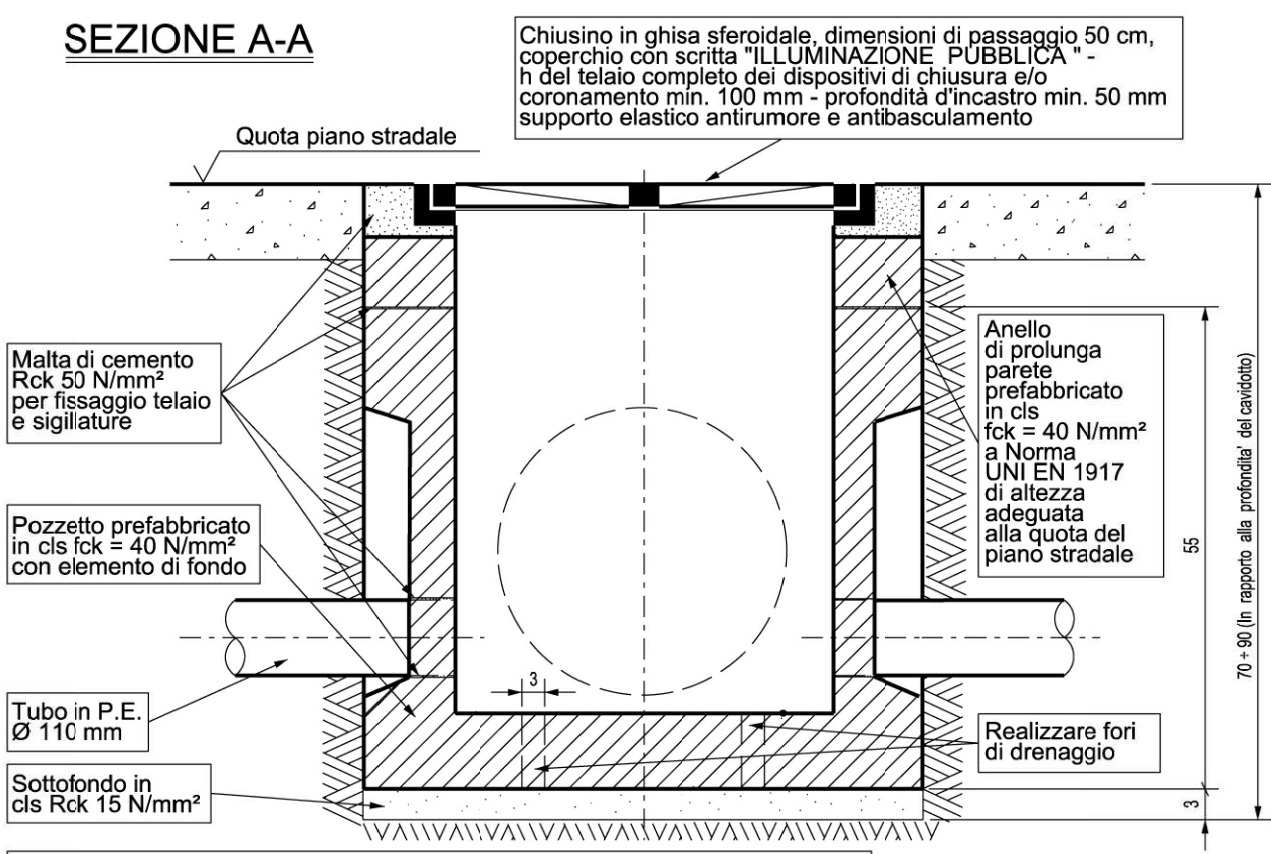 SEZIONE A-A
Chiusino in ghisa sferoidale, dimensioni di passaggio 50 cm,
coperchio con scritta "ILLUMINAZIONE PUBBLICA " -
h del telaio completo dei dispositivi di chiusura e/o
coronamento min. 100 mm - profondità d'incastro min. 50 mm
supporto elastico antirumore e antibasculamento
Quota piano stradale
Malta di cemento
Rck 50 N/mm²
per fissaggio telaio
e sigillature
Anello
di prolunga
parete
prefabbricato
in cls
fck = 40 N/mm²
a Norma
UNI EN 1917
di altezza
adeguata
alla quota del
piano stradale
Pozzetto prefabbricato
in cls fck = 40 N/mm²
con elemento di fondo
55
70 ÷ 90 (In rapporto alla profondita' del cavidotto)
3
Tubo in P.E.
Ø 110 mm
Realizzare fori
di drenaggio
Sottofondo in
cls Rck 15 N/mm²
3